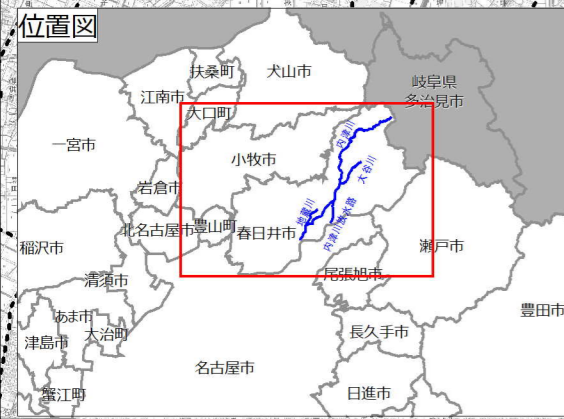 位置図
扶桑町
犬山市
岐阜県
多治見市
江南市
大口町
一宮市
小牧市
内津川
大谷川
岩倉市
地蔵川
内津川放水路
北名古屋市
豊山町
春日井市
稲沢市
瀬戸市
清須市
尾張旭市
あま市
豊田市
津島市
大治町
長久手市
名古屋市
蟹江町
日進市